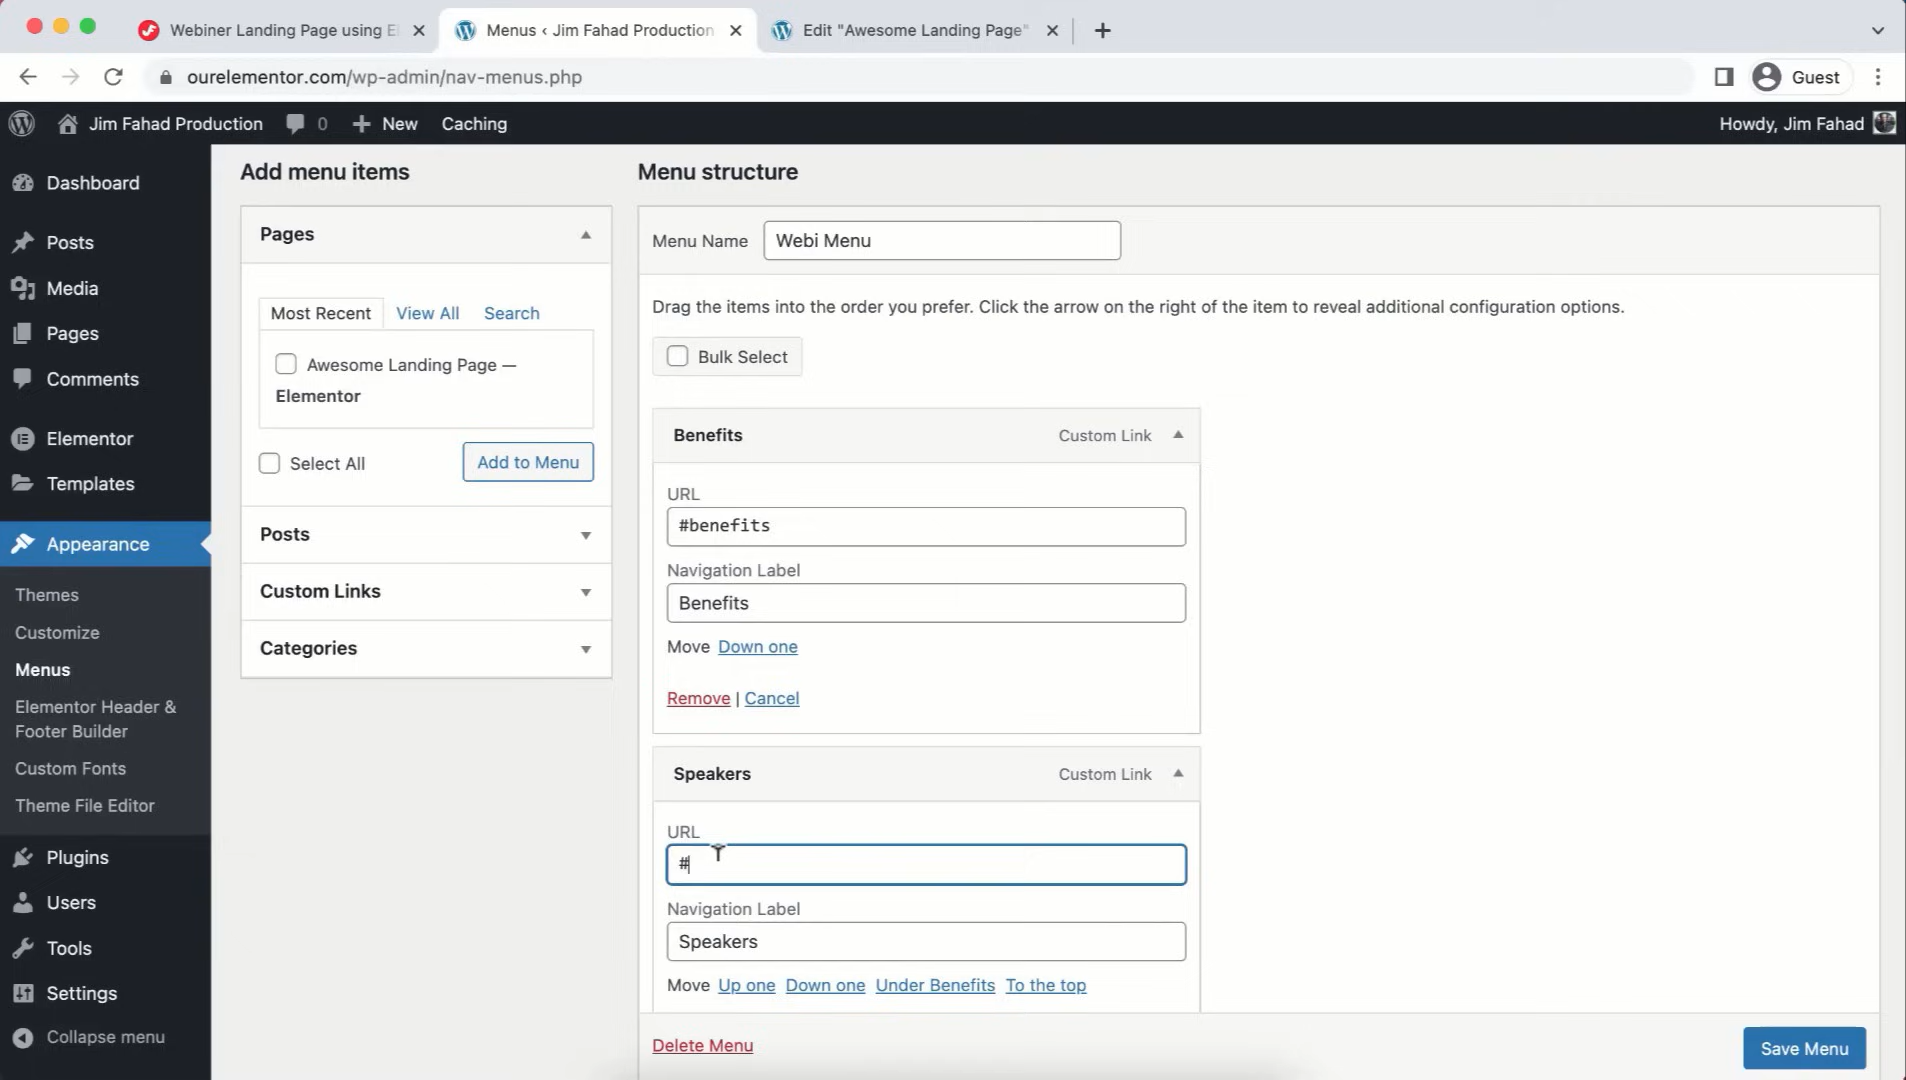 Webiner Landing Page using El
Menus ‹ Jim Fahad Production
Edit "Awesome Landing Page"
ourelementor.com/wp-admin/nav-menus.php
Guest
Jim Fahad Production
0
New
Caching
Howdy, Jim Fahad
Dashboard
Posts
Media
Pages
Comments
Elementor
Templates
Appearance
Themes
Customize
Menus
Elementor Header &
Footer Builder
Custom Fonts
Theme File Editor
Plugins
Users
Tools
Settings
Collapse menu
Add menu items
Pages
Most Recent
View All
Search
Awesome Landing Page —
Elementor
Select All
Add to Menu
Posts
Custom Links
Categories
Menu structure
Menu Name
Webi Menu
Drag the items into the order you prefer. Click the arrow on the right of the item to reveal additional configuration options.
Bulk Select
Benefits
Custom Link
URL
#benefits
Navigation Label
Benefits
Move Down one
Remove | Cancel
Speakers
Custom Link
URL
#
Navigation Label
Speakers
Move Up one Down one Under Benefits To the top
Delete Menu
Save Menu